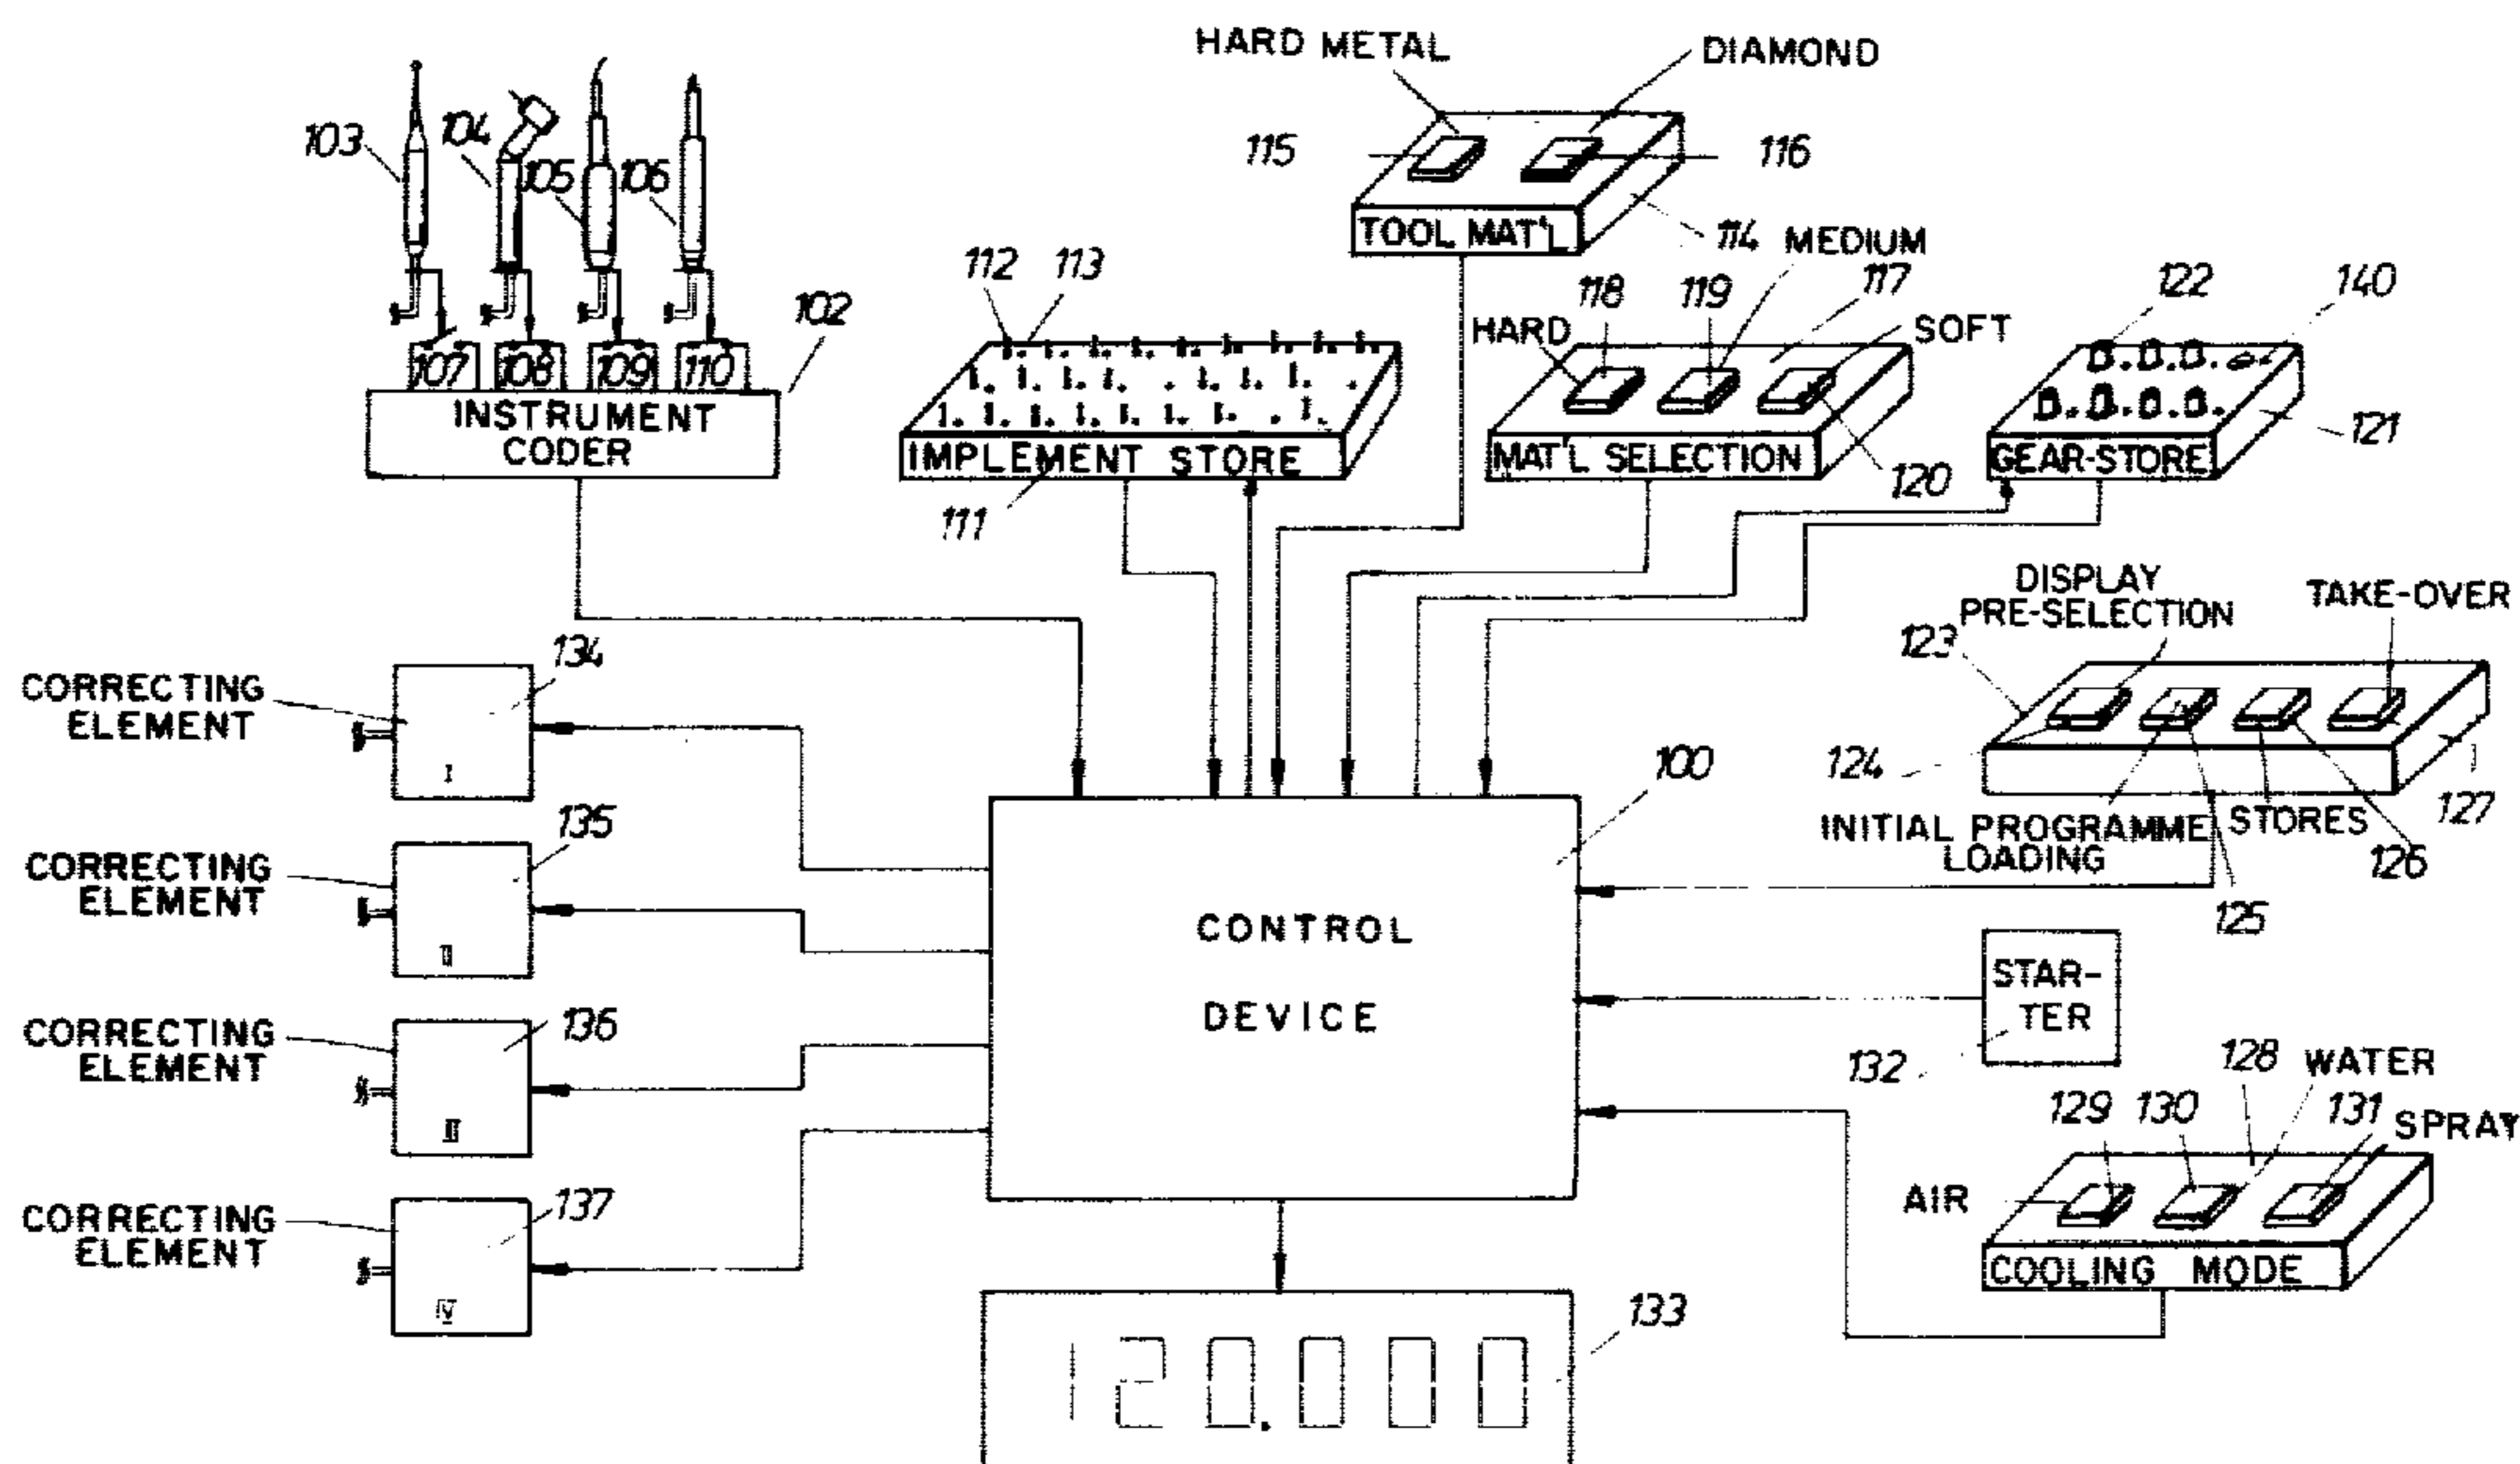 HARD METAL
DIAMOND
103
104
105
106
115
116
TOOL MAT'L
114
MEDIUM
112
113
102
118
119
117
122
140
HARD
SOFT
107
108
109
110
INSTRUMENT
CODER
IMPLEMENT STORE
MAT'L SELECTION
GEAR-STORE
121
120
111
DISPLAY
PRE-SELECTION
TAKE-OVER
123
134
CORRECTING
ELEMENT
I
124
100
127
INITIAL PROGRAMME
LOADING
STORES
126
125
135
CORRECTING
ELEMENT
II
CONTROL
DEVICE
STAR-
TER
132
136
CORRECTING
ELEMENT
128
WATER
129
130
131
SPRAY
AIR
COOLING MODE
137
CORRECTING
ELEMENT
IV
133
120.000